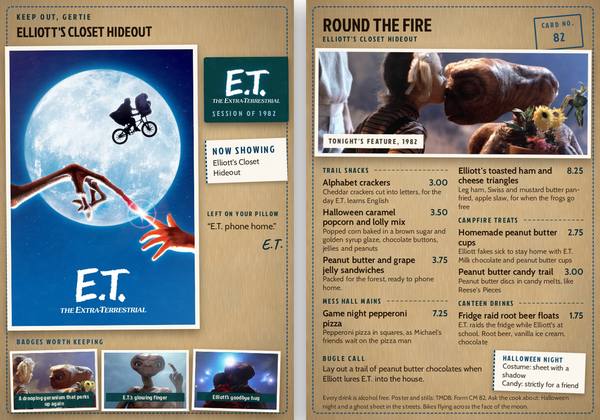 KEEP OUT, GERTIE
ELLIOTT'S CLOSET HIDEOUT
E.T.
THE EXTRA-TERRESTRIAL
E.T.
THE EXTRA-TERRESTRIAL
SESSION OF 1982
NOW SHOWING
Elliott's Closet
Hideout
LEFT ON YOUR PILLOW
"E.T. phone home."
E.T.
BADGES WORTH KEEPING
A drooping geranium that perks
up again
E.T.'s glowing finger
Elliott's goodbye hug
ROUND THE FIRE
ELLIOTT'S CLOSET HIDEOUT
CARD NO.
82
TONIGHT'S FEATURE, 1982
TRAIL SNACKS
Alphabet crackers 3.00
Cheddar crackers cut into letters, for the
day E.T. learns English
Halloween caramel 3.50
popcorn and lolly mix
Popped corn baked in a brown sugar and
golden syrup glaze, chocolate buttons,
jellies and peanuts
Peanut butter and grape 3.75
jelly sandwiches
Packed for the forest, ready to phone
home.
MESS HALL MAINS
Game night pepperoni 7.25
pizza
Pepperoni pizza in squares, as Michael's
friends wait on the pizza man
Elliott's toasted ham and 8.25
cheese triangles
Leg ham, Swiss and mustard butter pan-
fried, apple slaw, for when the frogs go
free
CAMPFIRE TREATS
Homemade peanut butter 2.75
cups
Elliott fakes sick to stay home with E.T.
Milk chocolate and peanut butter cups
Peanut butter candy trail 3.00
Peanut butter discs in candy melts, like
Reese's Pieces
CANTEEN DRINKS
Fridge raid root beer floats 1.75
E.T. raids the fridge while Elliott's at
school. Root beer, vanilla ice cream,
chocolate
BUGLE CALL
Lay out a trail of peanut butter chocolates when
Elliott lures E.T. into the house.
HALLOWEEN NIGHT
Costume: sheet with a
shadow
Candy: strictly for a friend
Every drink is alcohol free. Poster and stills: TMDB. Form CM 82. Ask the cook about: Hallowe
night and a ghost sheet in the streets. Bikes flying across the face of the moon.